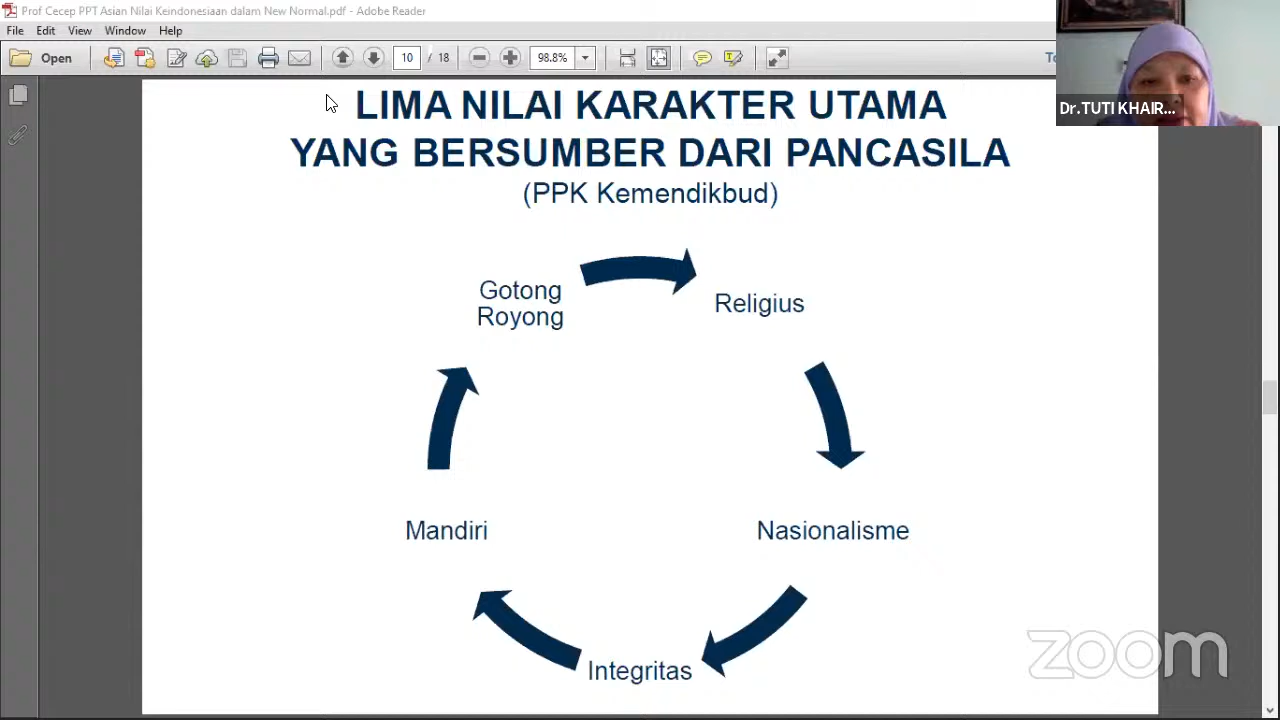 Prof Cecep PPT Asian Nilai Keindonesiaan dalam New Normal.pdf - Adobe Reader
File Edit View Window Help
Open 10 / 18 98.8% To
Dr.TUTI KHAIR...
LIMA NILAI KARAKTER UTAMA
YANG BERSUMBER DARI PANCASILA
(PPK Kemendikbud)
Gotong
Royong
Religius
Mandiri
Nasionalisme
Integritas
zoom